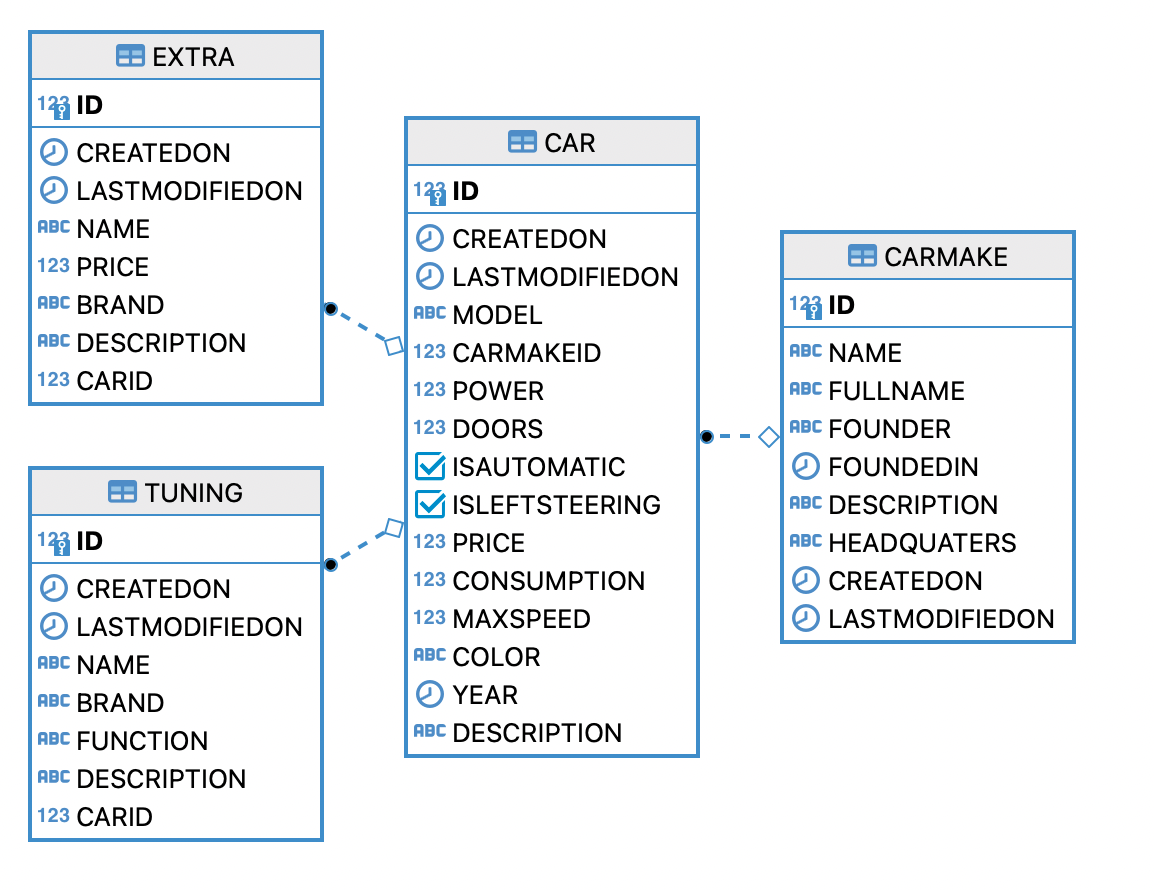 EXTRA
123 ID
CREATEDON
LASTMODIFIEDON
ABC NAME
123 PRICE
ABC BRAND
ABC DESCRIPTION
123 CARID
TUNING
123 ID
CREATEDON
LASTMODIFIEDON
ABC NAME
ABC BRAND
ABC FUNCTION
ABC DESCRIPTION
123 CARID
CAR
123 ID
CREATEDON
LASTMODIFIEDON
ABC MODEL
123 CARMAKEID
123 POWER
123 DOORS
ISAUTOMATIC
ISLEFTSTEERING
123 PRICE
123 CONSUMPTION
123 MAXSPEED
ABC COLOR
YEAR
ABC DESCRIPTION
CARMAKE
123 ID
ABC NAME
ABC FULLNAME
ABC FOUNDER
FOUNDEDIN
ABC DESCRIPTION
ABC HEADQUATERS
CREATEDON
LASTMODIFIEDON